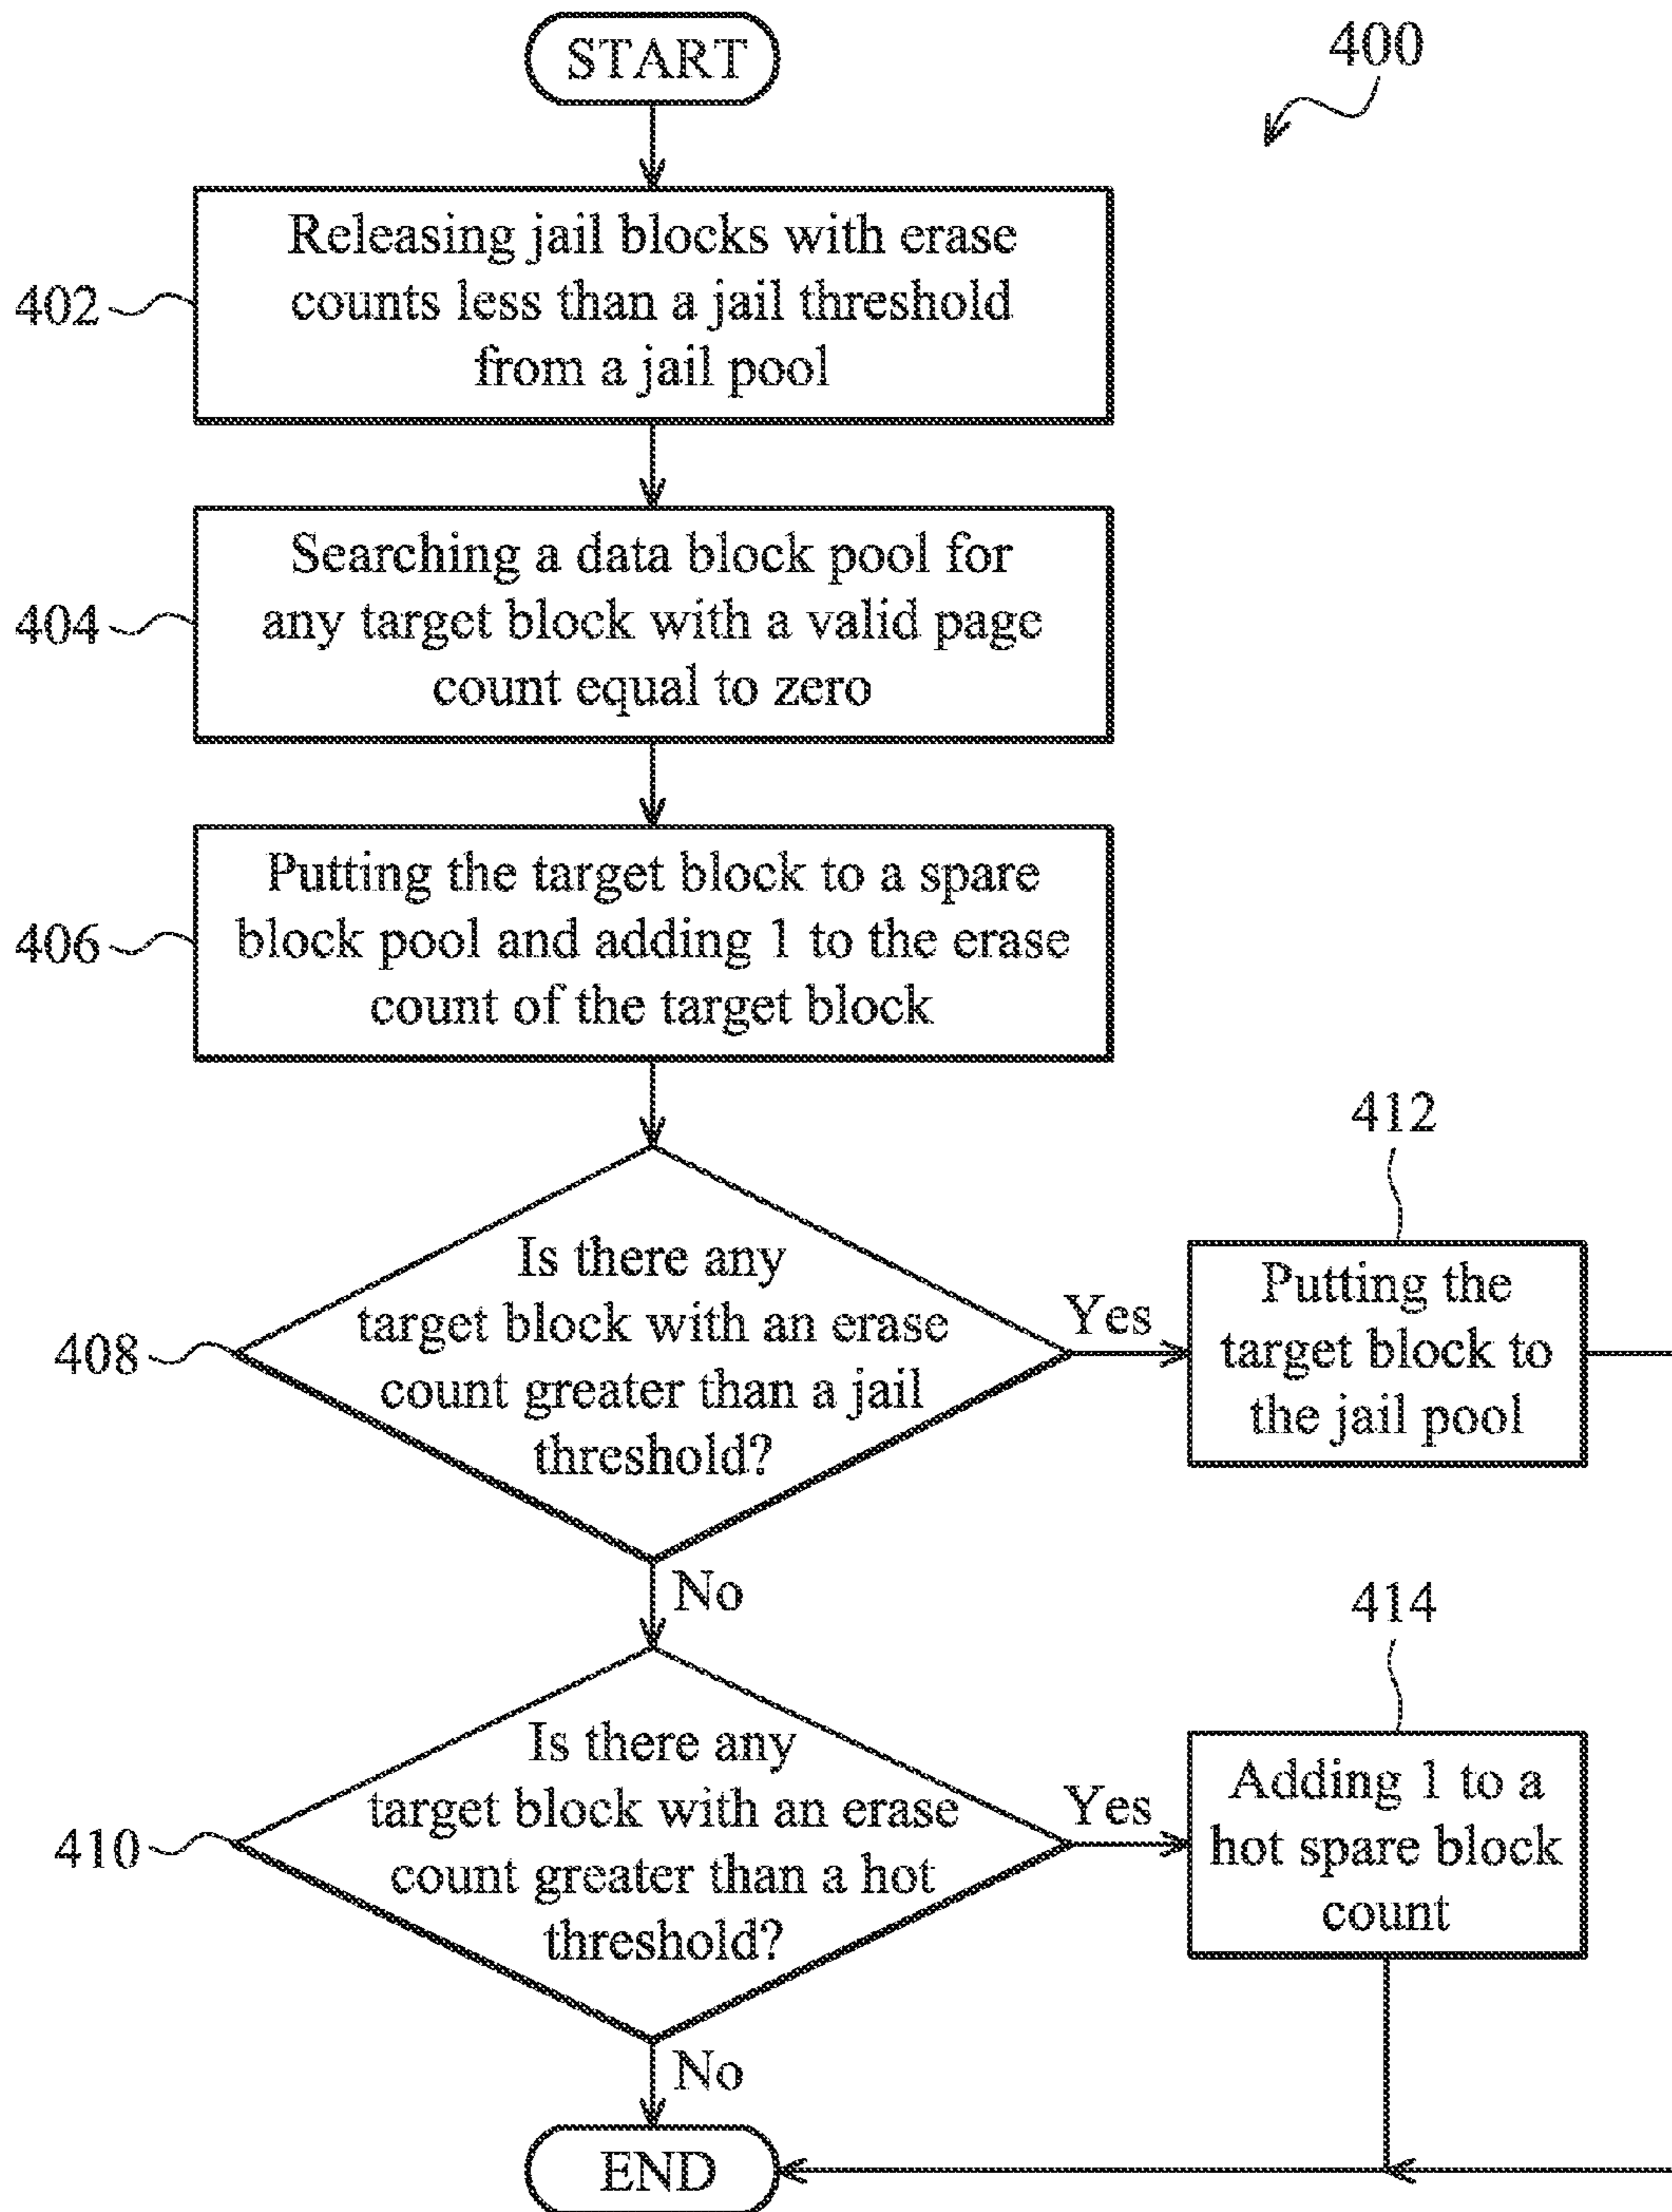 START
400
402
Releasing jail blocks with erase
counts less than a jail threshold
from a jail pool
404
Searching a data block pool for
any target block with a valid page
count equal to zero
406
Putting the target block to a spare
block pool and adding 1 to the erase
count of the target block
408
Is there any
target block with an erase
count greater than a jail
threshold?
Yes
412
Putting the
target block to
the jail pool
No
410
Is there any
target block with an erase
count greater than a hot
threshold?
Yes
414
Adding 1 to a
hot spare block
count
No
END